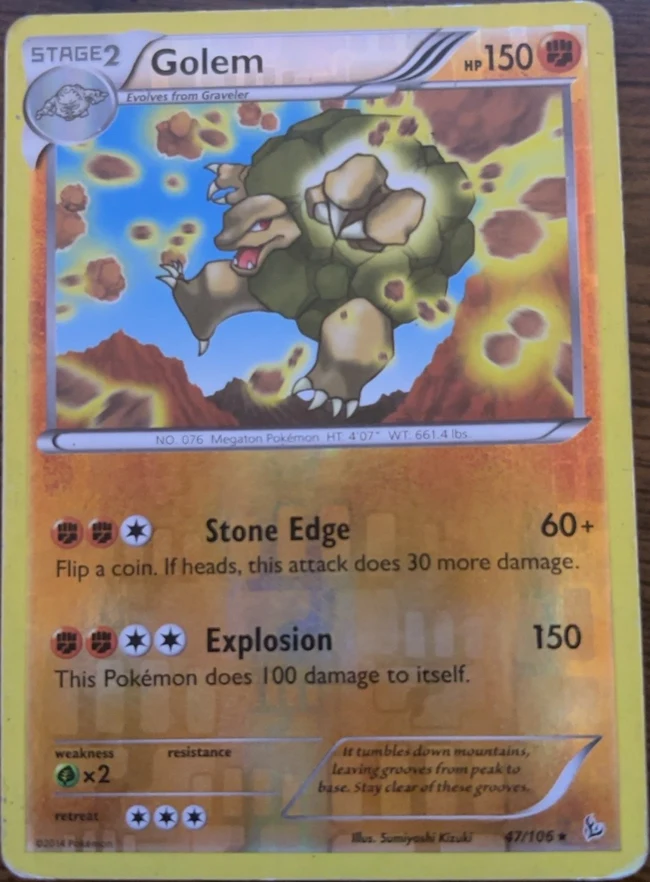 STAGE2 Golem HP 150
Evolves from Graveler
NO. 076 Megaton Pokémon HT: 4'07" WT: 661.4 lbs.
Stone Edge 60+
Flip a coin. If heads, this attack does 30 more damage.
Explosion 150
This Pokémon does 100 damage to itself.
weakness resistance
×2
It tumbles down mountains,
leaving grooves from peak to
base. Stay clear of these grooves.
retreat
Illus. Sumiyoshi Kizuki 47/106 ★
©2014 Pokémon